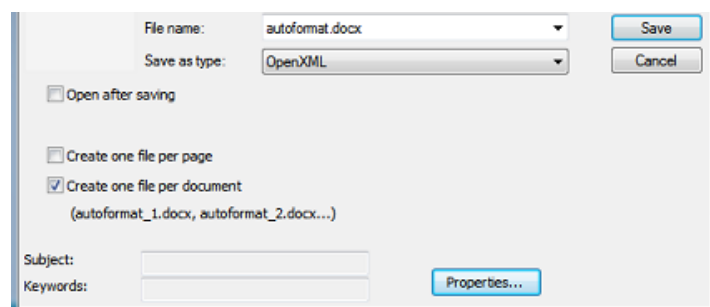 File name: autoformat.docx Save
Save as type: OpenXML Cancel
Open after saving
Create one file per page
Create one file per document
(autoformat_1.docx, autoformat_2.docx...)
Subject:
Keywords: Properties...